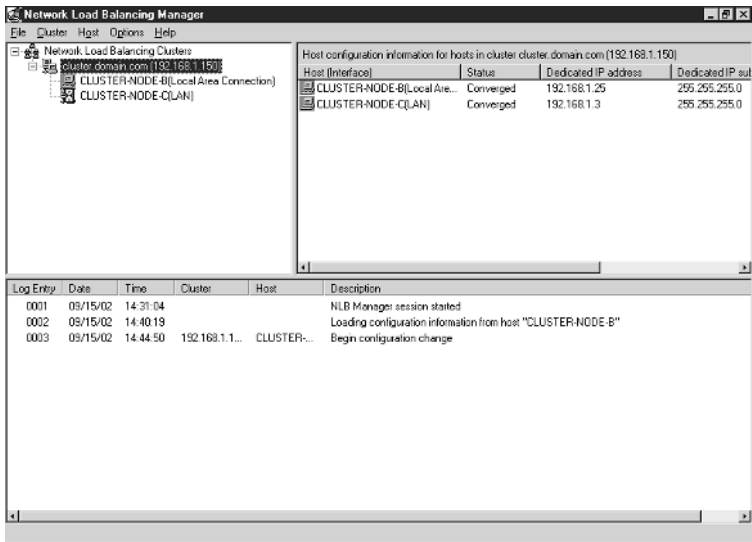 Network Load Balancing Manager
File Cluster Host Options Help
Network Load Balancing Clusters
cluster.domain.com (192.168.1.150)
CLUSTER-NODE-B(Local Area Connection)
CLUSTER-NODE-C(LAN)
Host configuration information for hosts in cluster cluster.domain.com (192.168.1.150)
Host (Interface) Status Dedicated IP address Dedicated IP sub
CLUSTER-NODE-B(Local Are... Converged 192.168.1.25 255.255.255.0
CLUSTER-NODE-C(LAN) Converged 192.168.1.3 255.255.255.0
Log Entry Date Time Cluster Host Description
0001 09/15/02 14:31:04 NLB Manager session started
0002 09/15/02 14:40:19 Loading configuration information from host "CLUSTER-NODE-B"
0003 09/15/02 14:44:50 192.168.1.1... CLUSTER-... Begin configuration change